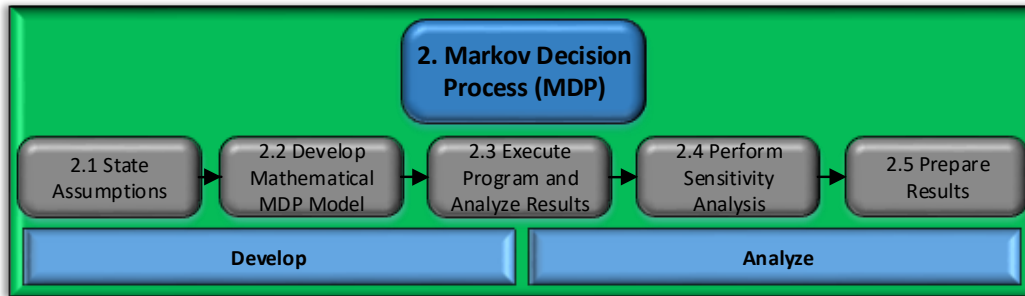 2. Markov Decision
Process (MDP)
2.1 State
Assumptions
2.2 Develop
Mathematical
MDP Model
2.3 Execute
Program and
Analyze Results
2.4 Perform
Sensitivity
Analysis
2.5 Prepare
Results
Develop
Analyze